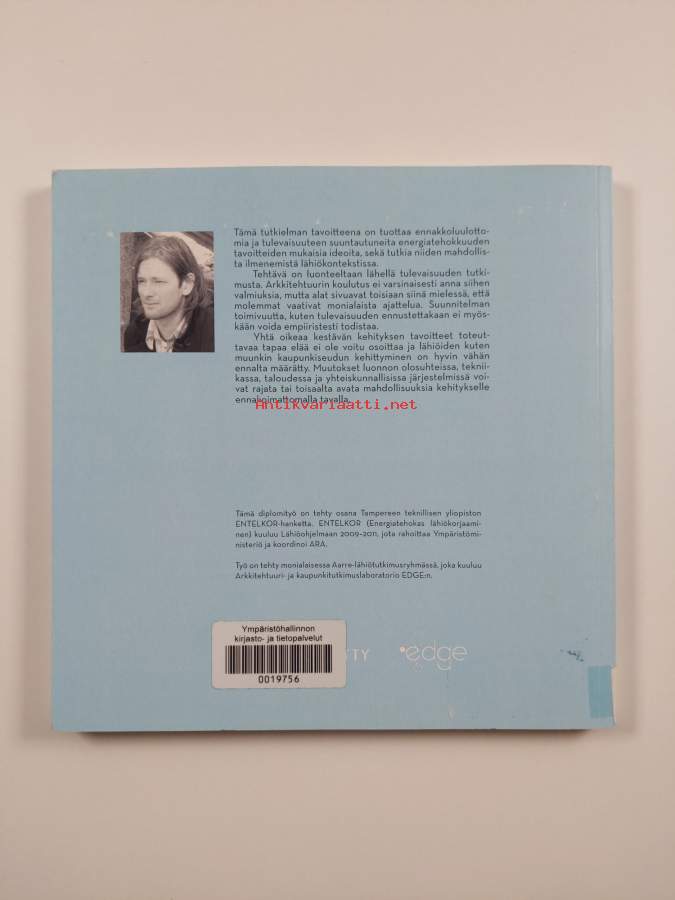 Tämä tutkielman tavoitteena on tuottaa ennakkoluulotto-
mia ja tulevaisuuteen suuntautuneita energiatehokkuuden
tavoitteiden mukaisia ideoita, sekä tutkia niiden mahdollis-
ta ilmenemistä lähiökontekstissa.
Tehtävä on luonteeltaan lähellä tulevaisuuden tutki-
musta. Arkkitehtuurin koulutus ei varsinaisesti anna siihen
valmiuksia, mutta alat sivuavat toisiaan siinä mielessä, että
molemmat vaativat monialaista ajattelua. Suunnitelman
toimivuutta, kuten tulevaisuuden ennustettakaan ei myös-
kään voida empiiristesti todistaa.
Yhtä oikeaa kestävän kehityksen tavoitteet toteut-
tavaa tapaa elää ei ole voitu osoittaa ja lähiöiden kuten
muunkin kaupunkiseudun kehittyminen on hyvin vähän
ennalta määrätty. Muutokset luonnon olosuhteissa, teknii-
kassa, taloudessa ja yhteiskunnallisissa järjestelmissä voi-
vat rajata tai toisaalta avata mahdollisuuksia kehitykselle
ennakoimattomalla tavalla.
Antikvariaatti.net
Tämä diplomityö on tehty osana Tampereen teknillisen yliopiston
ENTELKOR-hanketta. ENTELKOR (Energiatehokas lähiökorjaami-
nen) kuuluu Lähiöohjelmaan 2009-2011, jota rahoittaa Ympäristömi-
nisteriö ja koordinoi ARA.
Työ on tehty monialaisessa Aarre-lähiötutkimusryhmässä, joka kuuluu
Arkkitehtuuri- ja kaupunkitutkimuslaboratorio EDGE:n.
Ympäristöhallinnon
kirjasto- ja tietopalvelut
0019756
TY edge